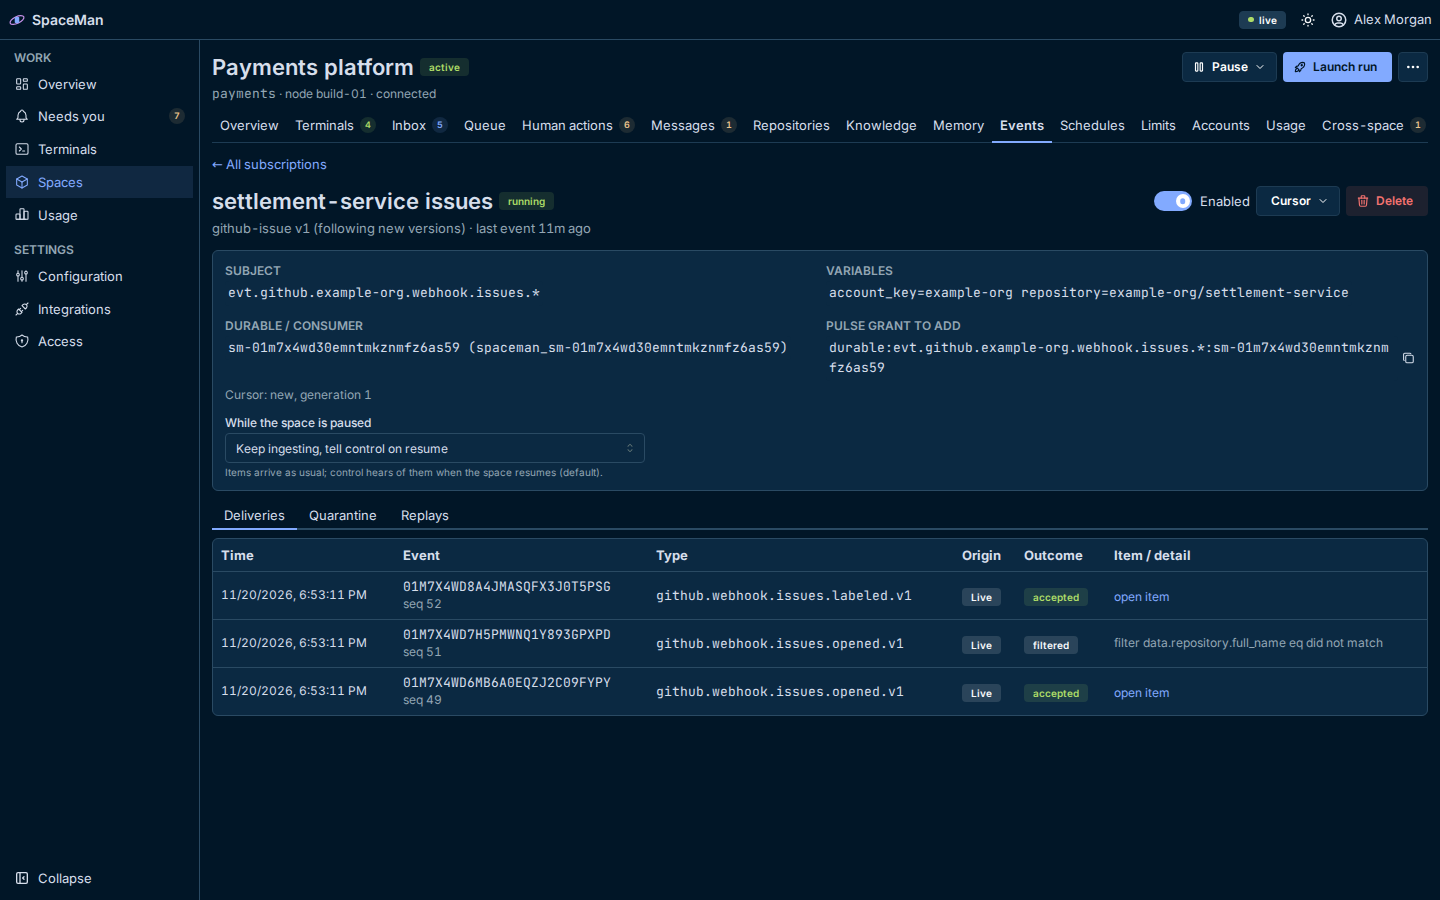 SpaceMan
live
Alex Morgan
WORK
Overview
Needs you 7
Terminals
Spaces
Usage
SETTINGS
Configuration
Integrations
Access
Collapse
Payments platform active
payments · node build-01 · connected
Pause
Launch run
Overview Terminals 4 Inbox 5 Queue Human actions 6 Messages 1 Repositories Knowledge Memory Events Schedules Limits Accounts Usage Cross-space 1
← All subscriptions
settlement-service issues running
github-issue v1 (following new versions) · last event 11m ago
Enabled
Cursor
Delete
SUBJECT
evt.github.example-org.webhook.issues.*
VARIABLES
account_key=example-org repository=example-org/settlement-service
DURABLE / CONSUMER
sm-01m7x4wd30emntmkznmfz6as59 (spaceman_sm-01m7x4wd30emntmkznmfz6as59)
PULSE GRANT TO ADD
durable:evt.github.example-org.webhook.issues.*:sm-01m7x4wd30emntmkznm
fz6as59
Cursor: new, generation 1
While the space is paused
Keep ingesting, tell control on resume
Items arrive as usual; control hears of them when the space resumes (default).
Deliveries Quarantine Replays
Time Event Type Origin Outcome Item / detail
11/20/2026, 6:53:11 PM 01M7X4WD8A4JMASQFX3J0T5PSG github.webhook.issues.labeled.v1 Live accepted open item
seq 52
11/20/2026, 6:53:11 PM 01M7X4WD7H5PMWNQ1Y893GPXPD github.webhook.issues.opened.v1 Live filtered filter data.repository.full_name eq did not match
seq 51
11/20/2026, 6:53:11 PM 01M7X4WD6MB6A0EQZJ2C09FYPY github.webhook.issues.opened.v1 Live accepted open item
seq 49